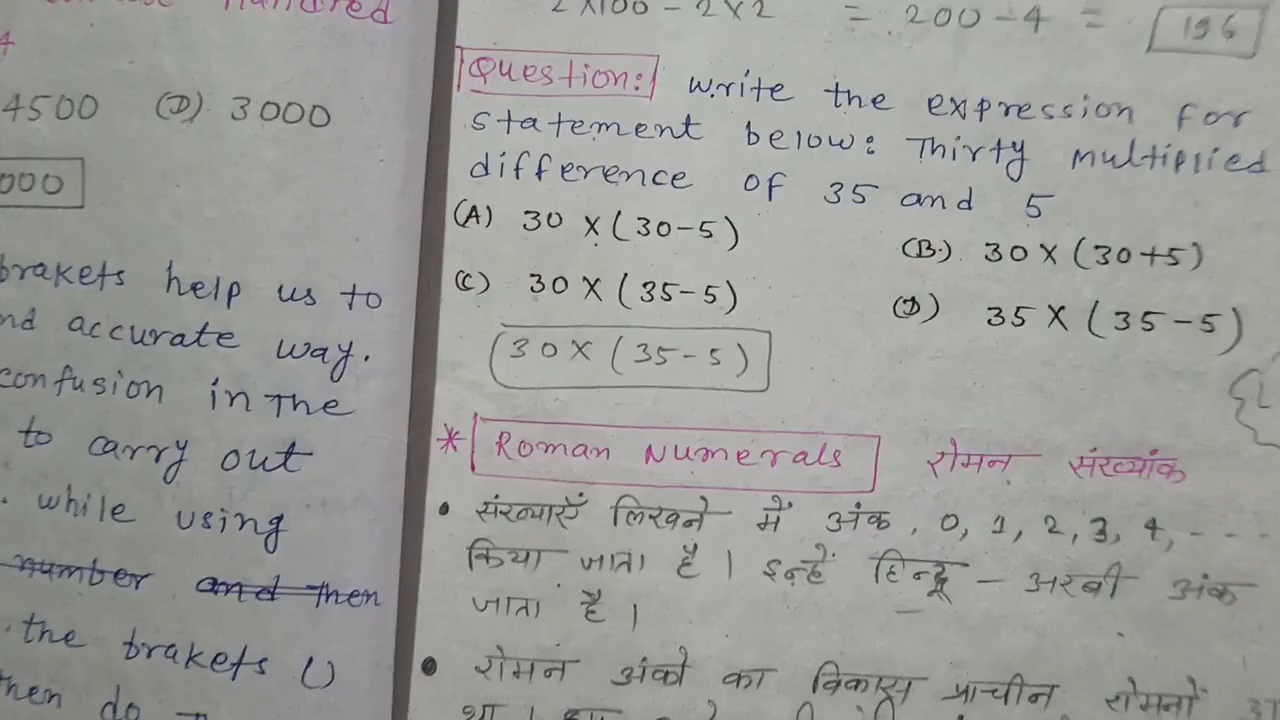 4
4500 (D). 3000
000
brakets help us to
nd accurate way.
confusion in The
to carry out
. while using
number and then
. the brakets ()
then do
2×100 - 2×2 = 200 - 4 = 196
Question: write the expression for
statement below: Thirty multiplied
difference of 35 and 5
(A) 30 × (30-5) (B.) 30 × (30+5)
(C) 30 × (35-5) (D) 35 × (35-5)
30 × (35-5)
* Roman Numerals रोमन संख्यांक
• संख्याएँ लिखने में अंक, 0, 1, 2, 3, 4, - - -
किया जाता है। इन्हें हिन्दू - अरबी अंक
जाता है।
• रोमन अंको का विकास प्राचीन रोमनों
था।